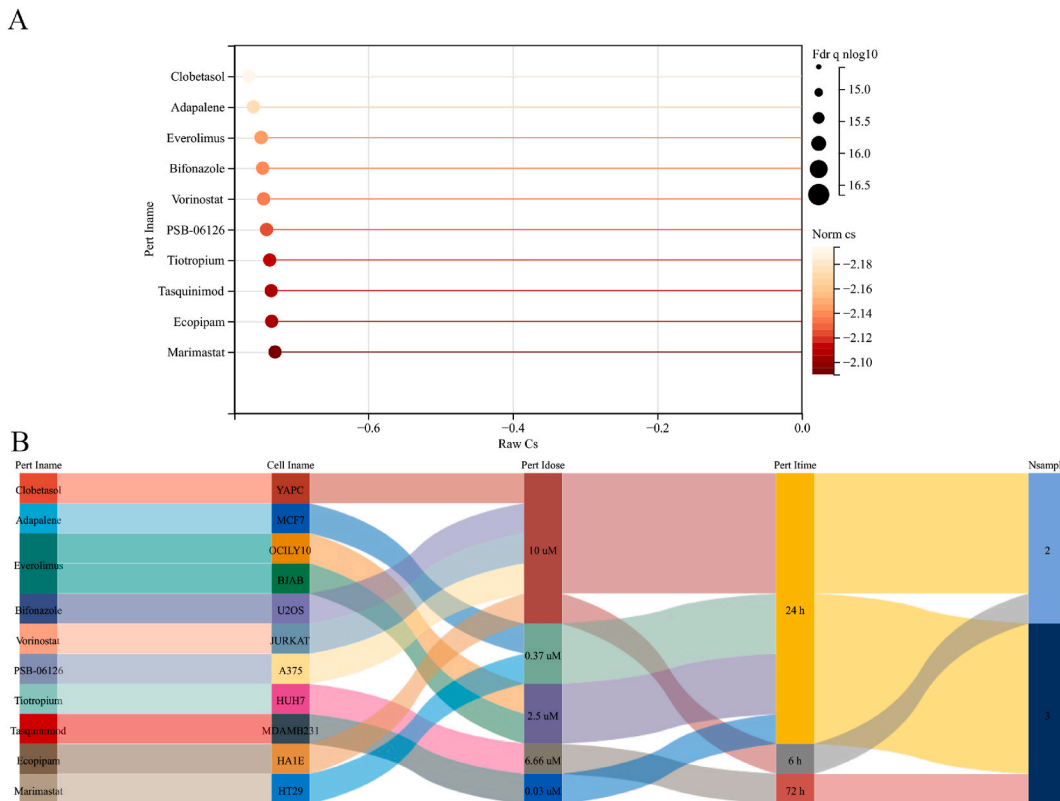 A
Clobetasol
Adapalene
Everolimus
Bifonazole
Vorinostat
PSB-06126
Tiotropium
Tasquinimod
Ecopipam
Marimastat
Pert Iname
−0.6
−0.4
−0.2
0.0
Raw Cs
Fdr q nlog10
15.0
15.5
16.0
16.5
Norm cs
−2.18
−2.16
−2.14
−2.12
−2.10
B
Pert Iname
Cell Iname
Pert Idose
Pert Itime
Nsampl
Clobetasol
Adapalene
Everolimus
Bifonazole
Vorinostat
PSB-06126
Tiotropium
Tasquinimod
Ecopipam
Marimastat
YAPC
MCF7
OCILY10
BJAB
U2OS
JURKAT
A375
HUH7
MDAMB231
HA1E
HT29
10 uM
0.37 uM
2.5 uM
6.66 uM
0.03 uM
24 h
6 h
72 h
2
3